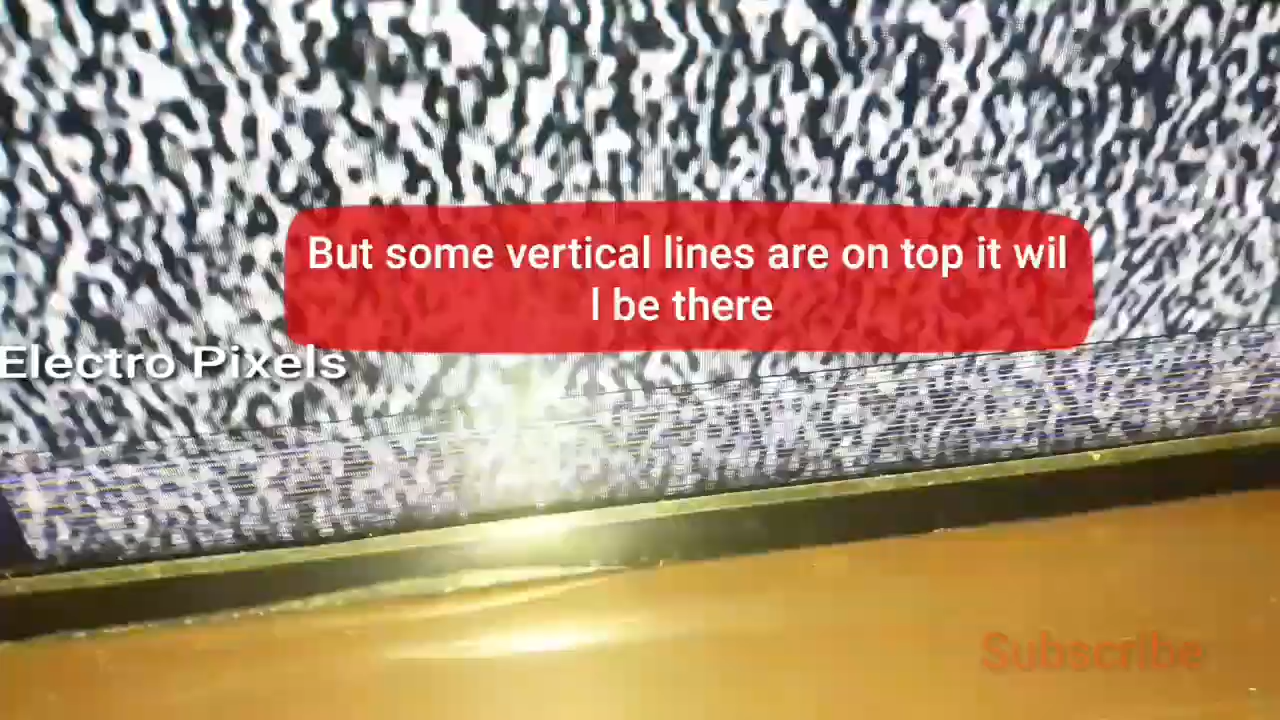 But some vertical lines are on top it wil
l be there
Electro Pixels
Subscribe